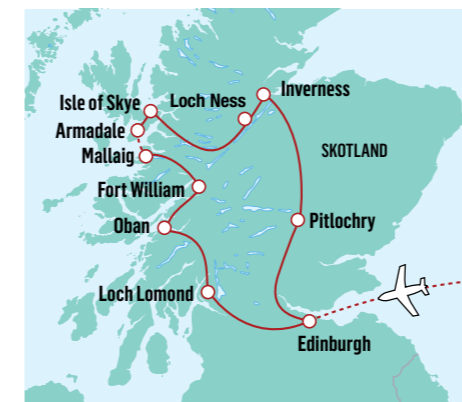 Inverness
Isle of Skye
Loch Ness
Armadale
Mallaig
SKOTLAND
Fort William
Oban
Pitlochry
Loch Lomond
Edinburgh